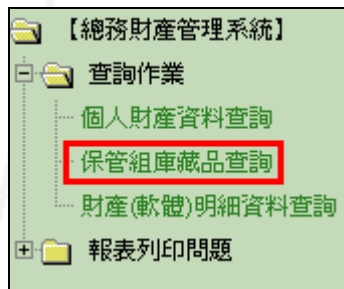 【總務財產管理系統】
查詢作業
個人財產資料查詢
保管組庫藏品查詢
財產(軟體)明細資料查詢
報表列印問題